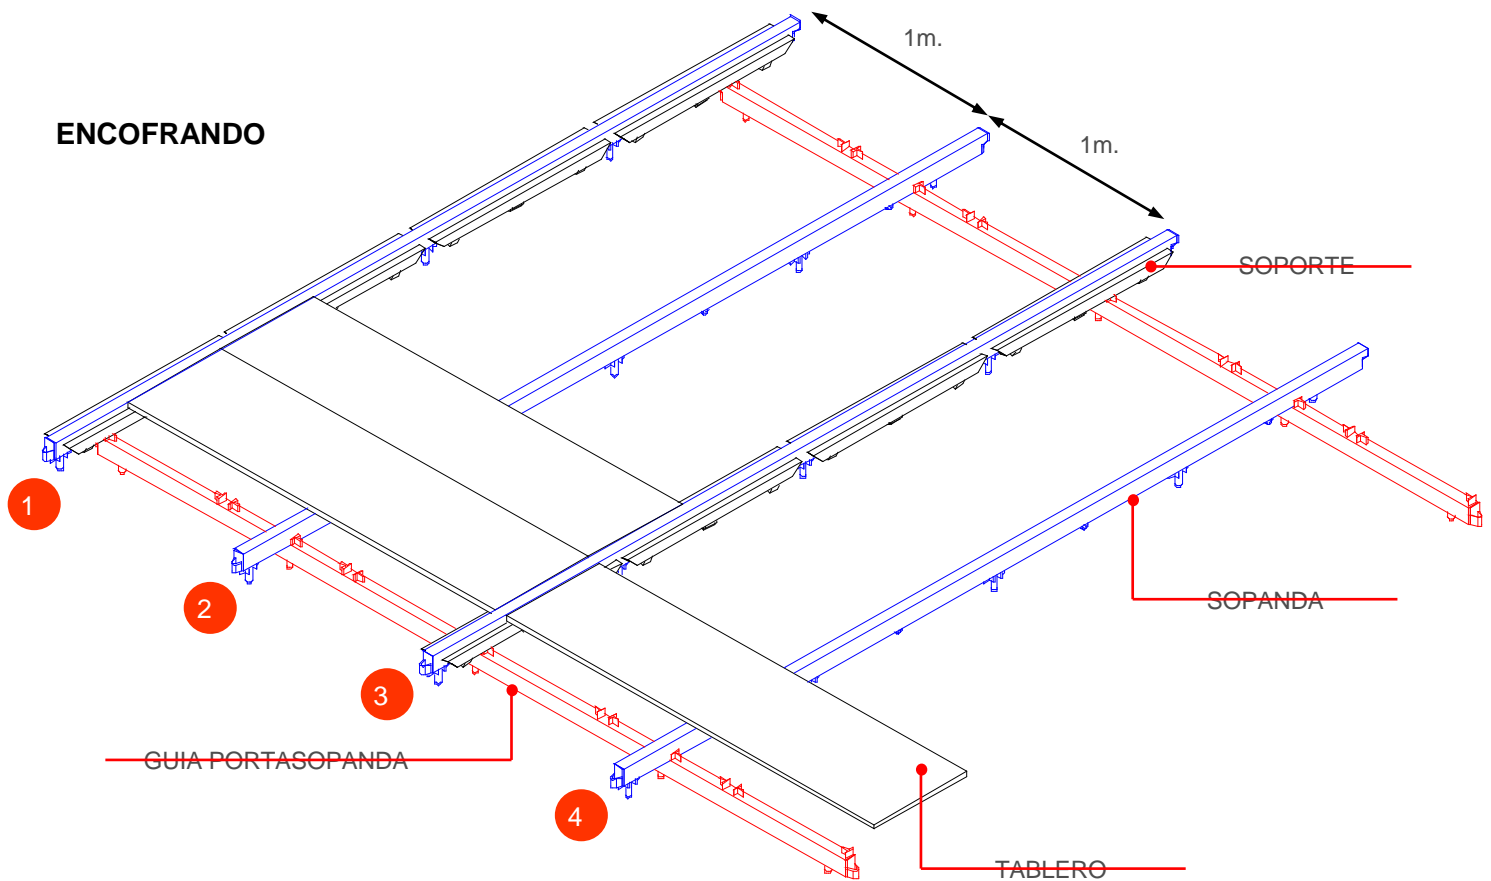 1m.
ENCOFRANDO
1m.
SOPORTE
1
2
SOPANDA
3
GUIA PORTASOPANDA
4
TABLERO